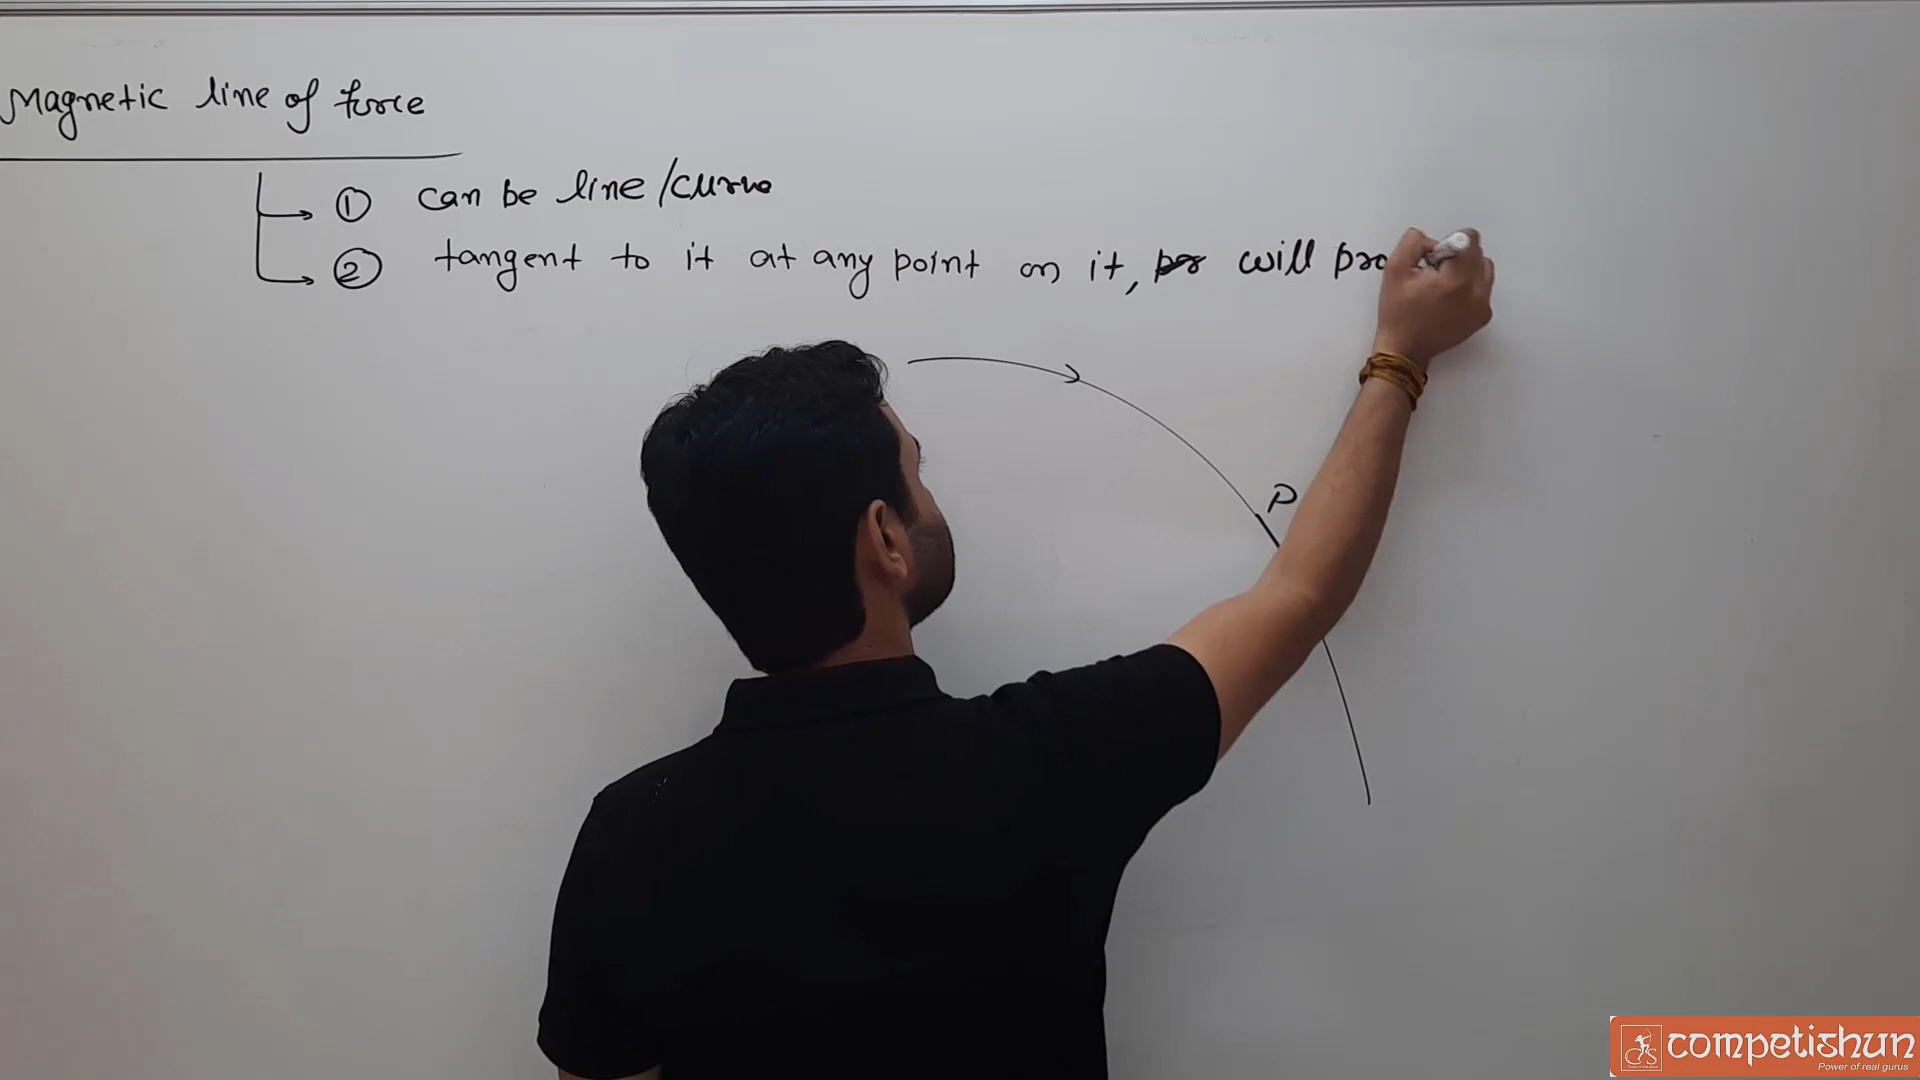 Magnetic line of force
① can be line/curve
② tangent to it at any point on it, will pro
P
competishun
Power of real gurus